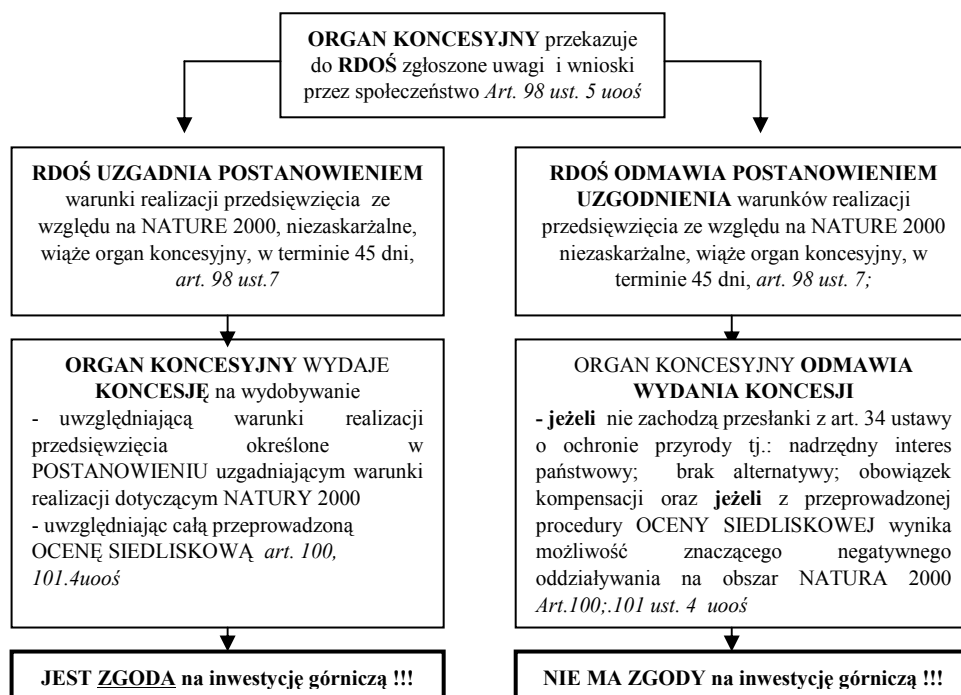 ORGAN KONCESYJNY przekazuje
do RDOŚ zgłoszone uwagi i wnioski
przez społeczeństwo Art. 98 ust. 5 uooś
RDOŚ UZGADNIA POSTANOWIENIEM
warunki realizacji przedsięwzięcia ze
względu na NATURE 2000, niezaskarżalne,
wiąże organ koncesyjny, w terminie 45 dni,
art. 98 ust.7
RDOŚ ODMAWIA POSTANOWIENIEM
UZGODNIENIA warunków realizacji
przedsięwzięcia ze względu na NATURE 2000
niezaskarżalne, wiąże organ koncesyjny, w
terminie 45 dni, art. 98 ust. 7;
ORGAN KONCESYJNY WYDAJE
KONCESJĘ na wydobywanie
- uwzględniającą warunki realizacji
przedsięwzięcia określone w
POSTANOWIENIU uzgadniającym warunki
realizacji dotyczącym NATURY 2000
- uwzględniając całą przeprowadzoną
OCENĘ SIEDLISKOWĄ art. 100,
101.4uooś
ORGAN KONCESYJNY ODMAWIA
WYDANIA KONCESJI
- jeżeli nie zachodzą przesłanki z art. 34 ustawy
o ochronie przyrody tj.: nadrzędny interes
państwowy; brak alternatywy; obowiązek
kompensacji oraz jeżeli z przeprowadzonej
procedury OCENY SIEDLISKOWEJ wynika
możliwość znaczącego negatywnego
oddziaływania na obszar NATURA 2000
Art.100;.101 ust. 4 uooś
JEST ZGODA na inwestycję górniczą !!!
NIE MA ZGODY na inwestycję górniczą !!!